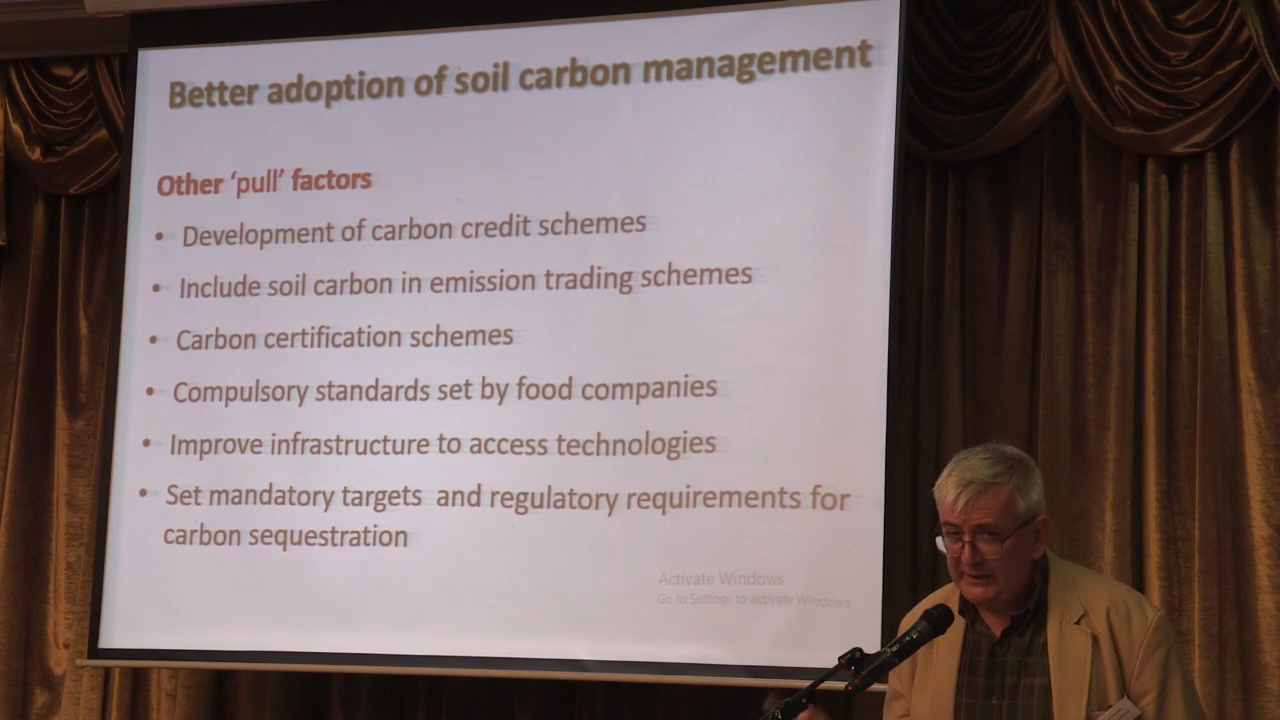 Better adoption of soil carbon management
Other ‘pull’ factors
• Development of carbon credit schemes
• Include soil carbon in emission trading schemes
• Carbon certification schemes
• Compulsory standards set by food companies
• Improve infrastructure to access technologies
• Set mandatory targets and regulatory requirements for
carbon sequestration
Activate Windows
Go to Settings to activate Windows.